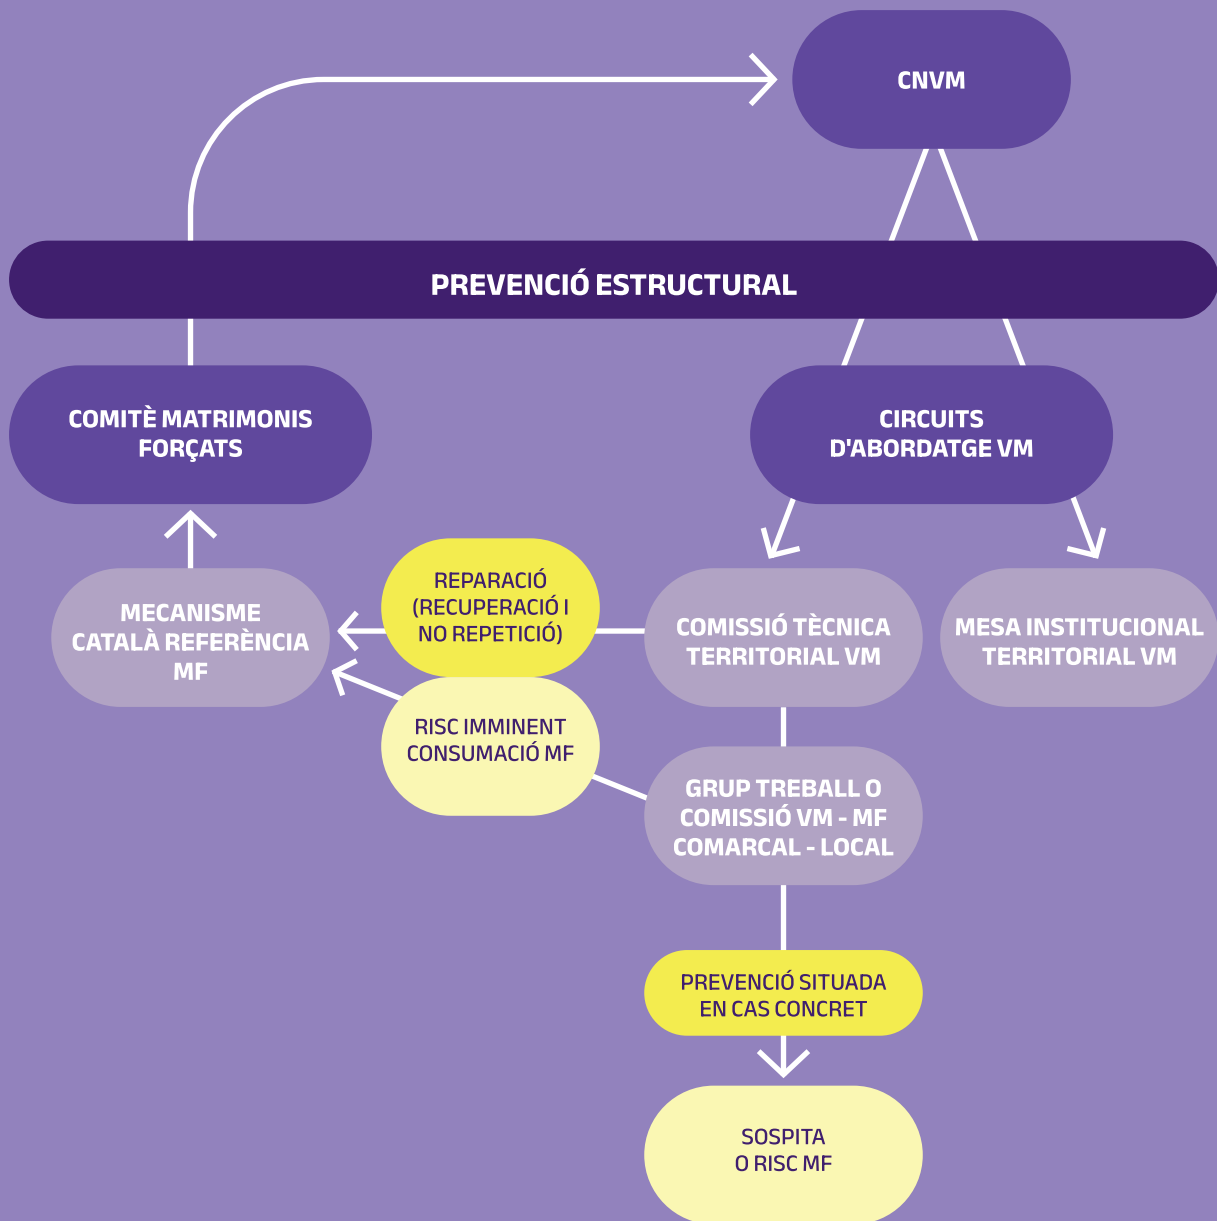 CNVM
PREVENCIÓ ESTRUCTURAL
COMITÈ MATRIMONIS
FORÇATS
CIRCUITS
D'ABORDATGE VM
MECANISME
CATALÀ REFERÈNCIA
MF
REPARACIÓ
(RECUPERACIÓ I
NO REPETICIÓ)
COMISSIÓ TÈCNICA
TERRITORIAL VM
MESA INSTITUCIONAL
TERRITORIAL VM
RISC IMMINENT
CONSUMACIÓ MF
GRUP TREBALL O
COMISSIÓ VM - MF
COMARCAL - LOCAL
PREVENCIÓ SITUADA
EN CAS CONCRET
SOSPITA
O RISC MF